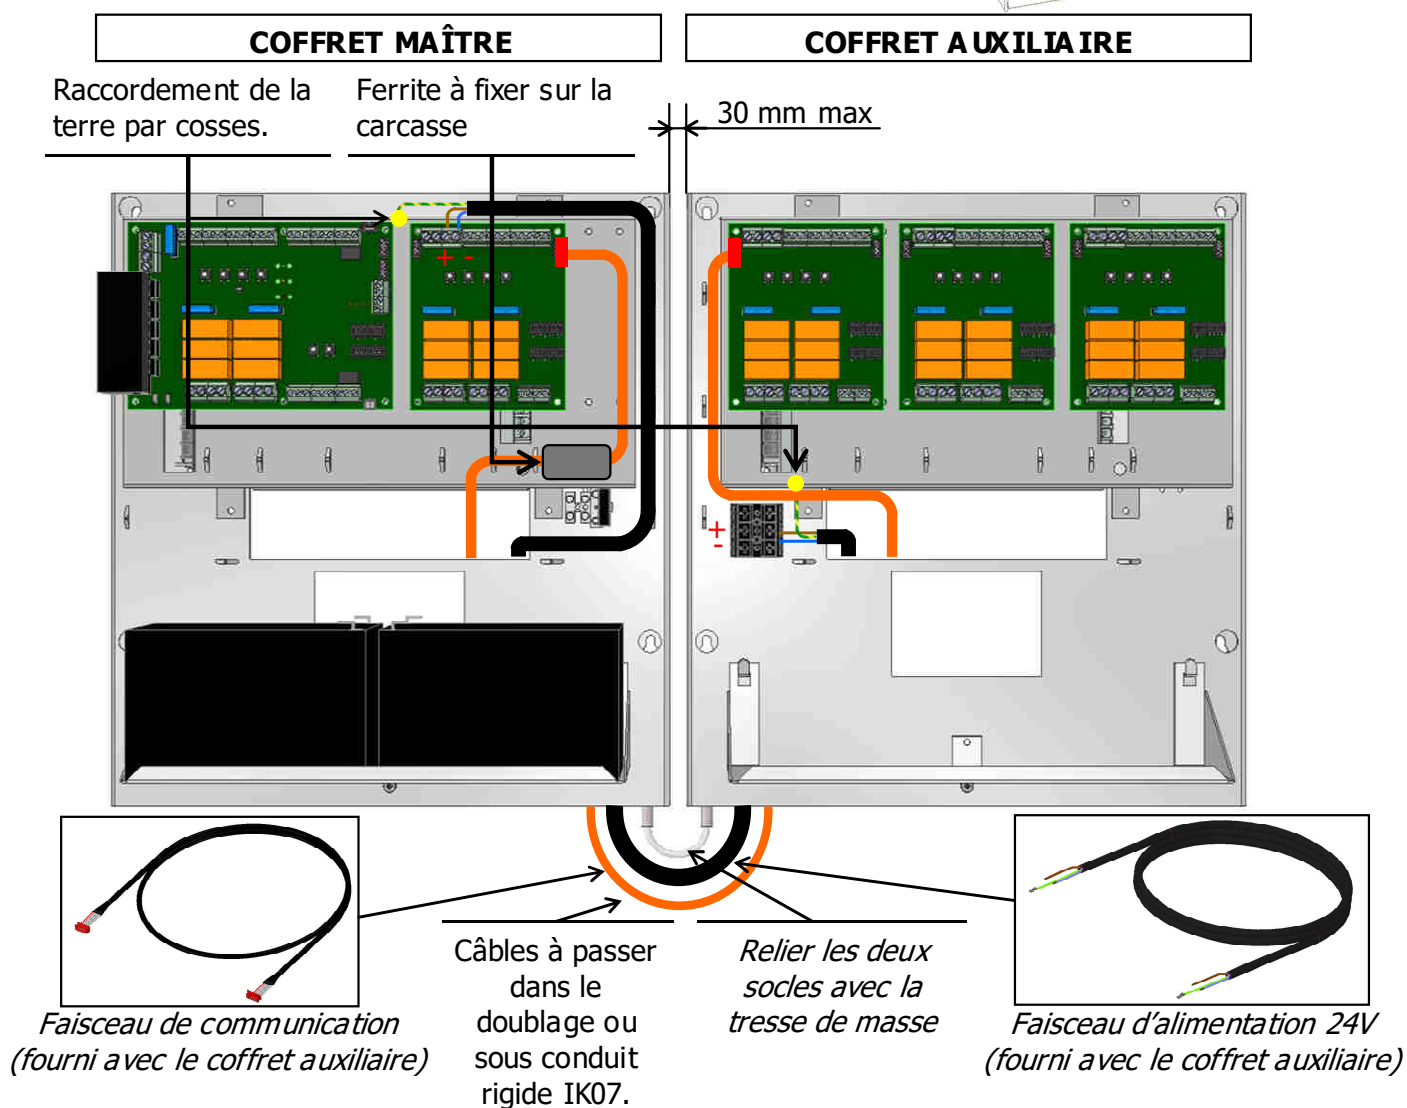 COFFRET MAÎTRE
COFFRET AUXILIAIRE
Raccordement de la
terre par cosses.
Ferrite à fixer sur la
carcasse
30 mm max
+ -
+
-
Câbles à passer
dans le
doublage ou
sous conduit
rigide IK07.
Relier les deux
socles avec la
tresse de masse
Faisceau de communication
(fourni avec le coffret auxiliaire)
Faisceau d’alimentation 24V
(fourni avec le coffret auxiliaire)